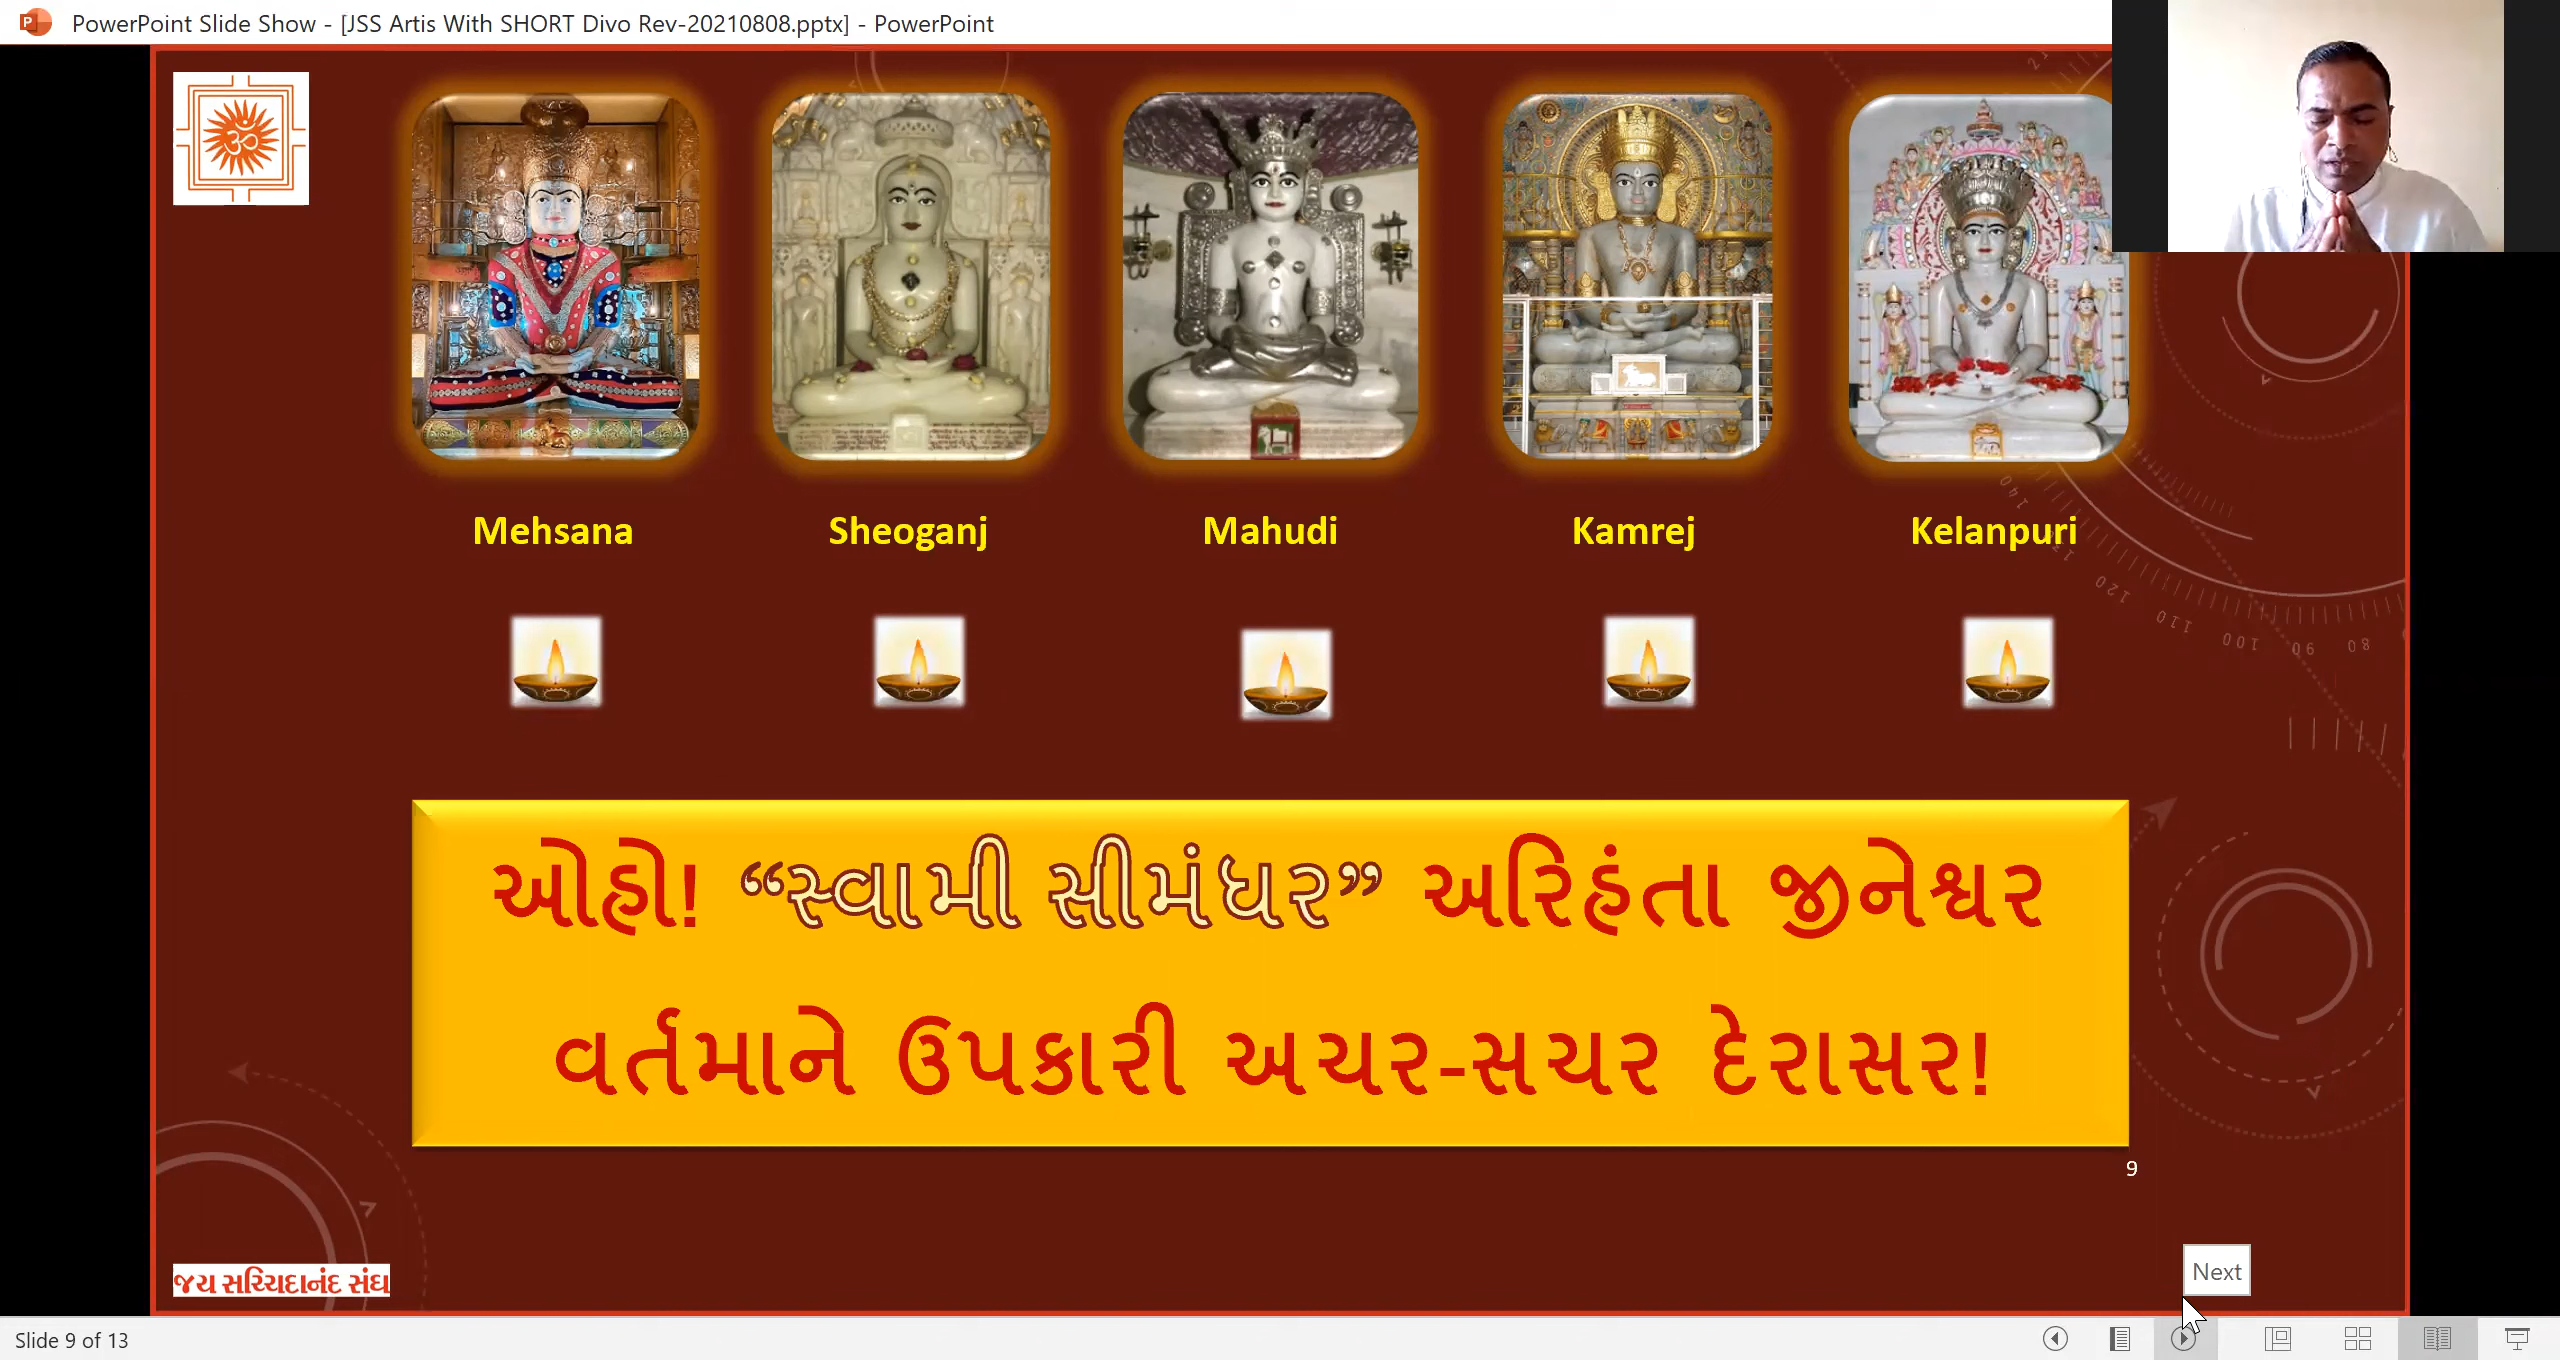 PowerPoint Slide Show - [JSS Artis With SHORT Divo Rev-20210808.pptx] - PowerPoint
ૐ
Mehsana Sheoganj Mahudi Kamrej Kelanpuri
ઓહો! “સ્વામી સીમંધર” અરિહંતા જીનેશ્વર
વર્તમાને ઉપકારી અચર-સચર દેરાસર!
9
જય સચ્ચિદાનંદ સંઘ
Next
Slide 9 of 13